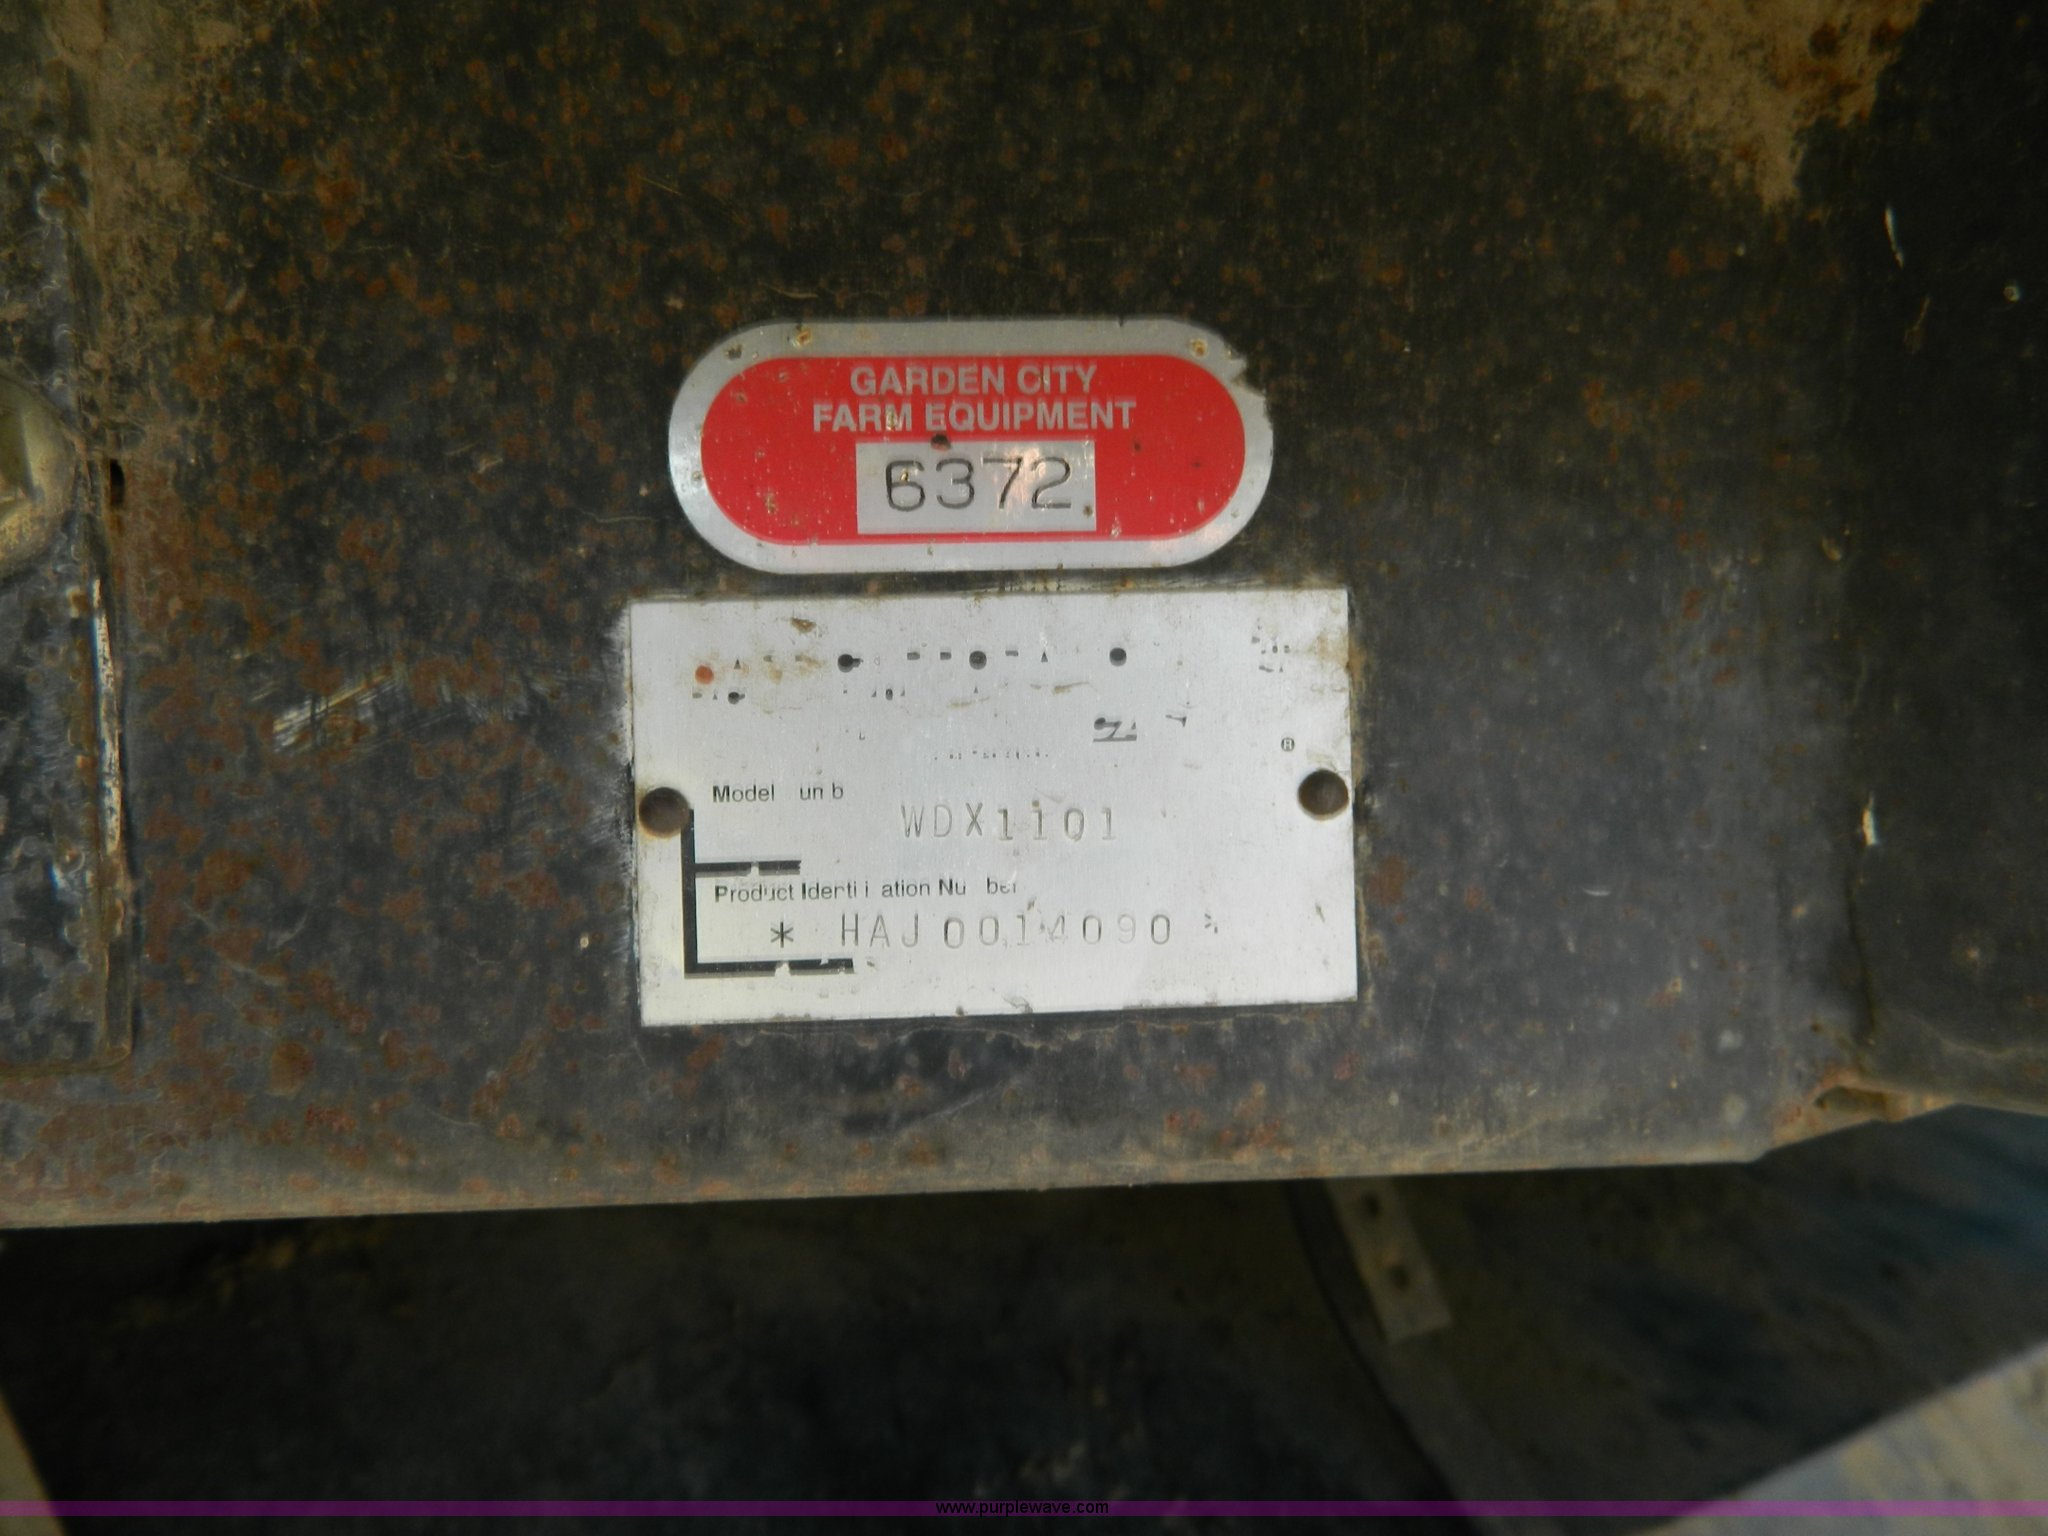 GARDEN CITY
FARM EQUIPMENT
6372
®
Model un b
WDX1101
Product Identi i ation Nu ber
* HAJ0014090 *
www.purplewave.com